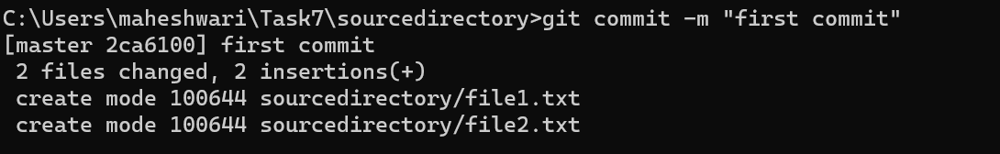 C:\Users\maheshwari\Task7\sourcedirectory>git commit -m "first commit"
[master 2ca6100] first commit
 2 files changed, 2 insertions(+)
 create mode 100644 sourcedirectory/file1.txt
 create mode 100644 sourcedirectory/file2.txt